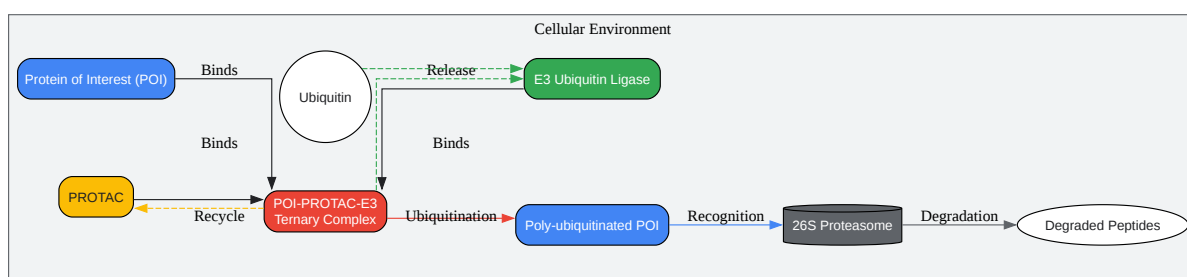 Cellular Environment
Protein of Interest (POI)
Binds
Ubiquitin
Release
E3 Ubiquitin Ligase
Binds
Binds
PROTAC
Recycle
POI-PROTAC-E3
Ternary Complex
Ubiquitination
Poly-ubiquitinated POI
Recognition
26S Proteasome
Degradation
Degraded Peptides